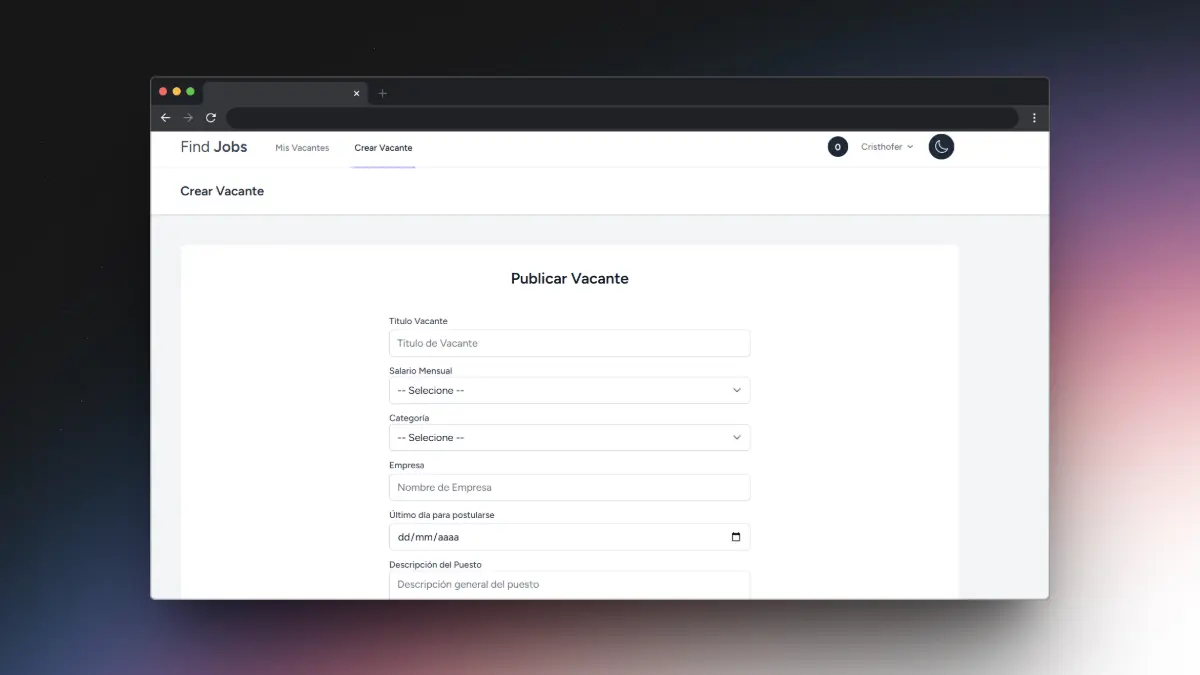 Find Jobs Mis Vacantes Crear Vacante 0 Cristhofer
Crear Vacante
Publicar Vacante
Titulo Vacante
Titulo de Vacante
Salario Mensual
-- Selecione --
Categoría
-- Selecione --
Empresa
Nombre de Empresa
Último día para postularse
dd/mm/aaaa
Descripción del Puesto
Descripción general del puesto